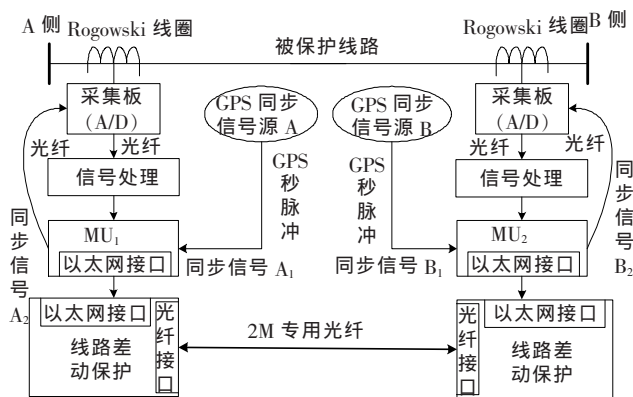 A 侧
Rogowski 线圈
被保护线路
Rogowski 线圈
B 侧
采集板
(A/D)
GPS 同步
信号源 A
GPS 同步
信号源 B
采集板
(A/D)
光纤
光纤
光纤
光纤
信号处理
GPS
秒
脉
冲
GPS
秒
脉
冲
信号处理
同
步
信
号
A₂
MU₁
以太网接口
同步信号 A₁
同步信号 B₁
MU₂
以太网接口
同
步
信
号
B₂
以太网接口
光
纤
接
口
线路差
动保护
2M 专用光纤
光
纤
接
口
以太网接口
线路差
动保护